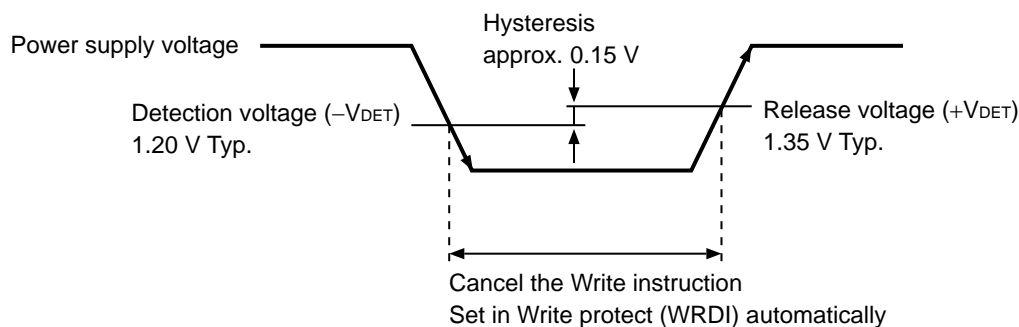 Hysteresis
approx. 0.15 V
Power supply voltage
Detection voltage (−VDET)
1.20 V Typ.
Release voltage (+VDET)
1.35 V Typ.
Cancel the Write instruction
Set in Write protect (WRDI) automatically